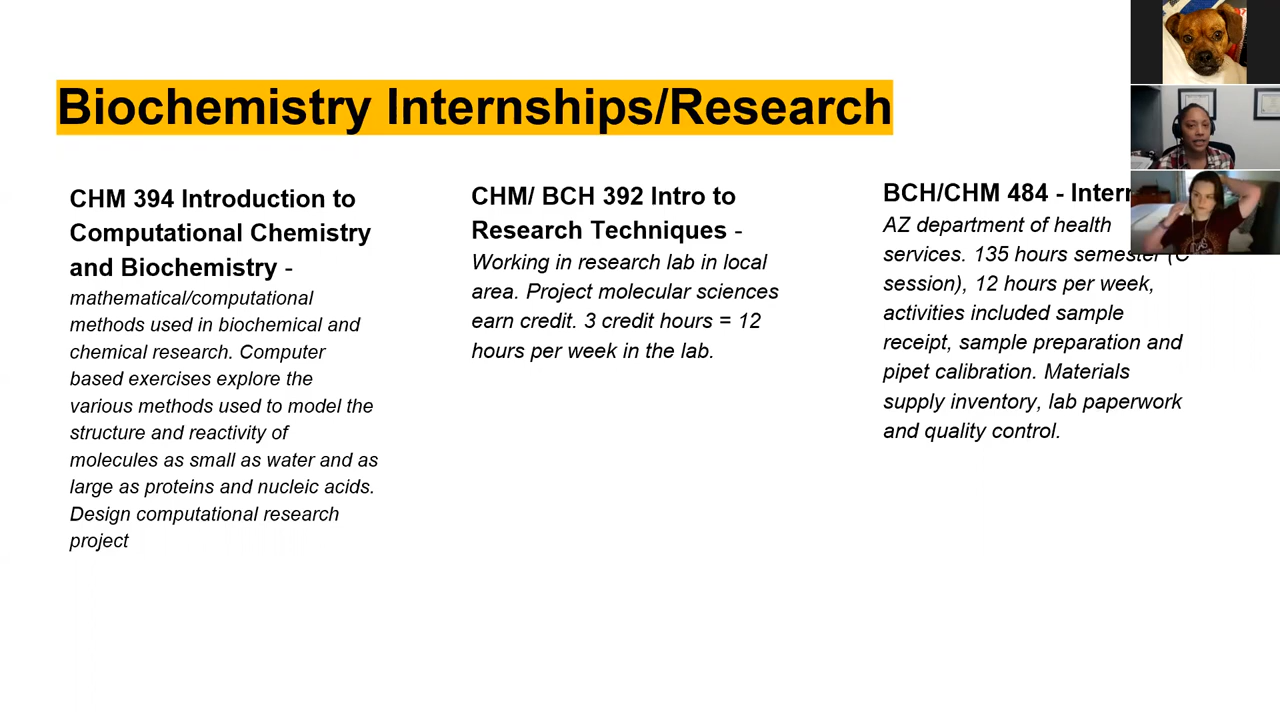 Biochemistry Internships/Research
CHM 394 Introduction to
Computational Chemistry
and Biochemistry -
mathematical/computational
methods used in biochemical and
chemical research. Computer
based exercises explore the
various methods used to model the
structure and reactivity of
molecules as small as water and as
large as proteins and nucleic acids.
Design computational research
project
CHM/ BCH 392 Intro to
Research Techniques -
Working in research lab in local
area. Project molecular sciences
earn credit. 3 credit hours = 12
hours per week in the lab.
BCH/CHM 484 -
AZ department of health
services. 135 hours semester (C
session), 12 hours per week,
activities included sample
receipt, sample preparation and
pipet calibration. Materials
supply inventory, lab paperwork
and quality control.